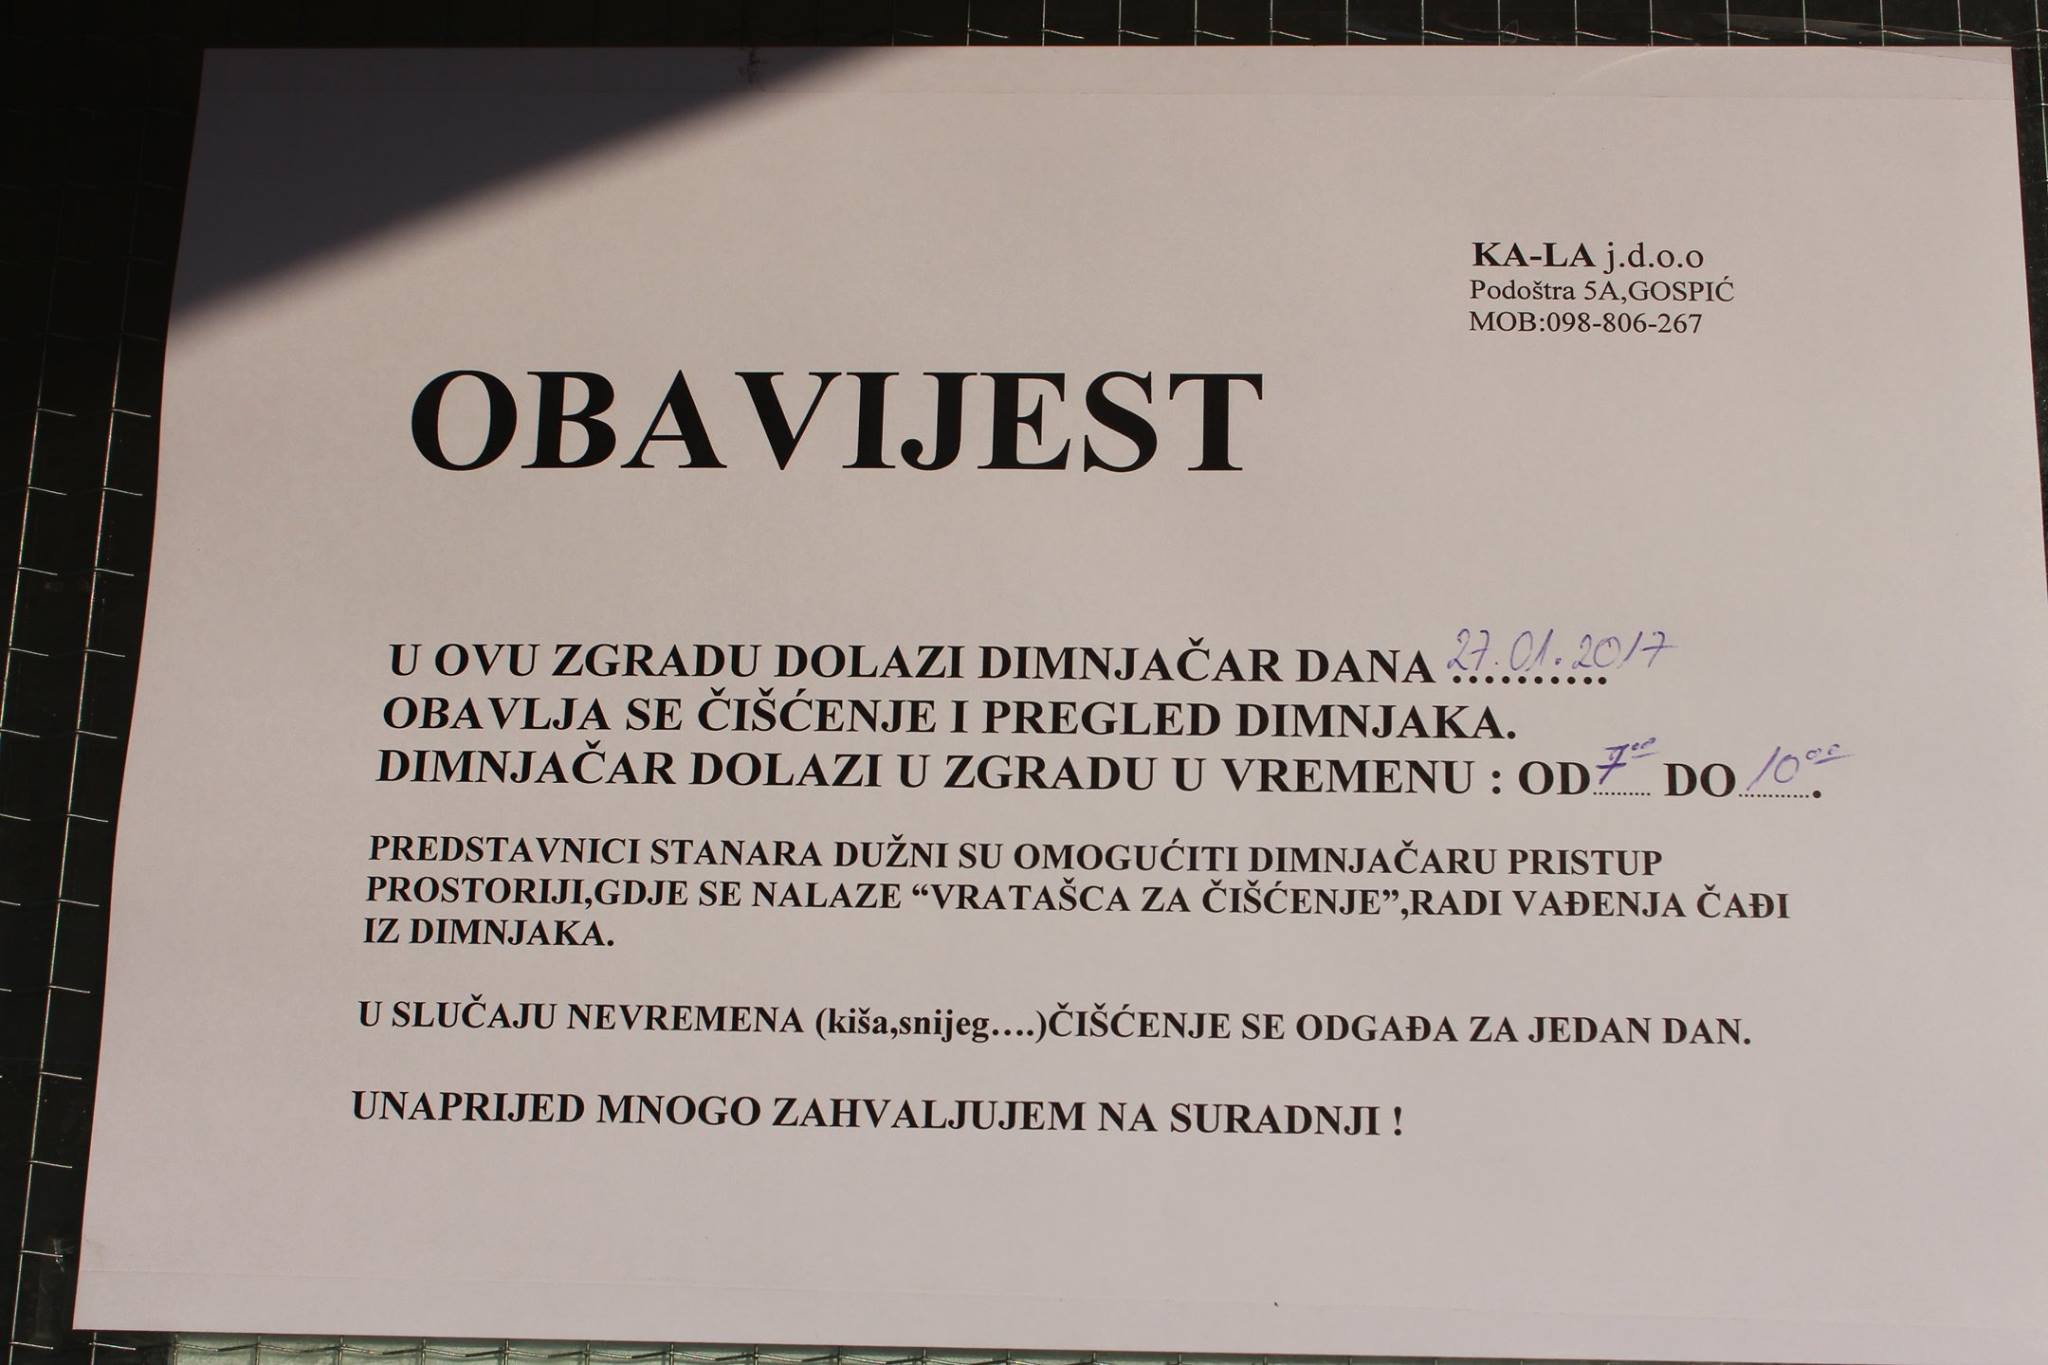 KA-LA j.d.o.o
Podoštra 5A,GOSPIĆ
MOB:098-806-267
OBAVIJEST
U OVU ZGRADU DOLAZI DIMNJAČAR DANA 27.01.2017
OBAVLJA SE ČIŠĆENJE I PREGLED DIMNJAKA.
DIMNJAČAR DOLAZI U ZGRADU U VREMENU : OD 7⁰⁰ DO 10⁰⁰.
PREDSTAVNICI STANARA DUŽNI SU OMOGUĆITI DIMNJAČARU PRISTUP
PROSTORIJI,GDJE SE NALAZE “VRATAŠCA ZA ČIŠĆENJE”,RADI VAĐENJA ČAĐI
IZ DIMNJAKA.
U SLUČAJU NEVREMENA (kiša,snijeg….)ČIŠĆENJE SE ODGAĐA ZA JEDAN DAN.
UNAPRIJED MNOGO ZAHVALJUJEM NA SURADNJI !